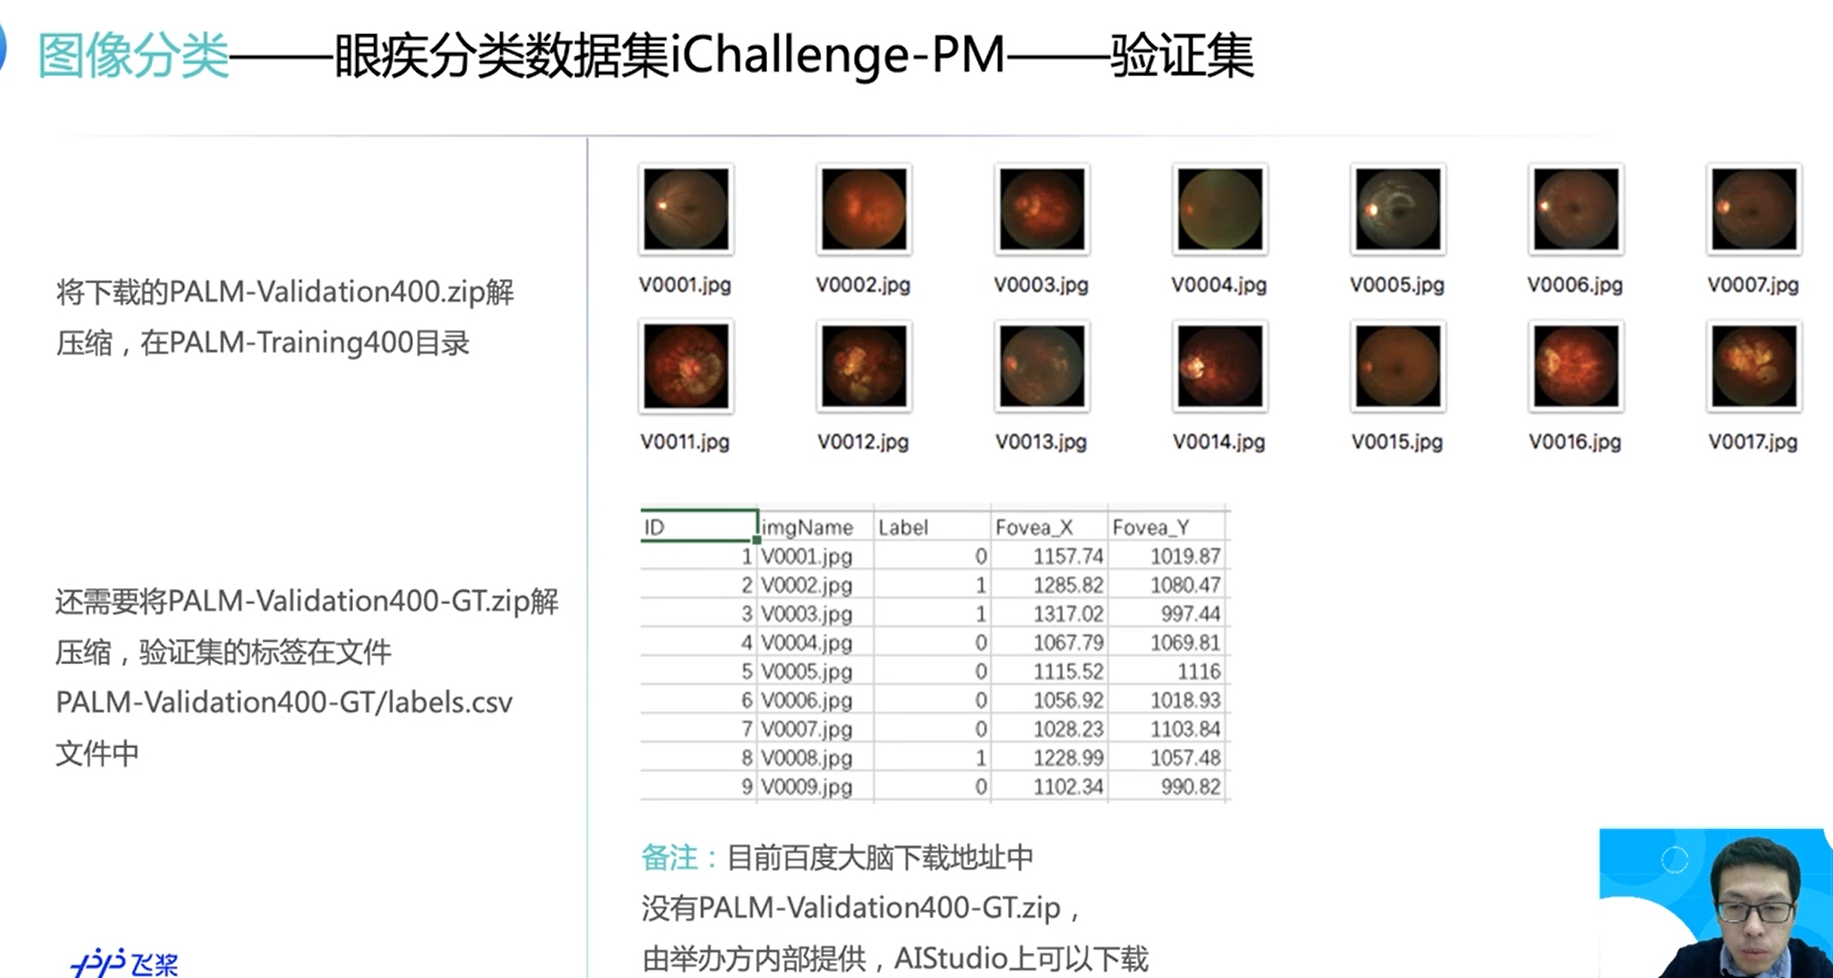 图像分类——眼疾分类数据集iChallenge-PM——验证集
将下载的PALM-Validation400.zip解
压缩，在PALM-Training400目录
还需要将PALM-Validation400-GT.zip解
压缩，验证集的标签在文件
PALM-Validation400-GT/labels.csv
文件中
V0001.jpg V0002.jpg V0003.jpg V0004.jpg V0005.jpg V0006.jpg V0007.jpg
V0011.jpg V0012.jpg V0013.jpg V0014.jpg V0015.jpg V0016.jpg V0017.jpg
ID imgName Label Fovea_X Fovea_Y
1 V0001.jpg 0 1157.74 1019.87
2 V0002.jpg 1 1285.82 1080.47
3 V0003.jpg 1 1317.02 997.44
4 V0004.jpg 0 1067.79 1069.81
5 V0005.jpg 0 1115.52 1116
6 V0006.jpg 0 1056.92 1018.93
7 V0007.jpg 0 1028.23 1103.84
8 V0008.jpg 1 1228.99 1057.48
9 V0009.jpg 0 1102.34 990.82
备注：目前百度大脑下载地址中
没有PALM-Validation400-GT.zip，
由举办方内部提供，AIStudio上可以下载
飞桨